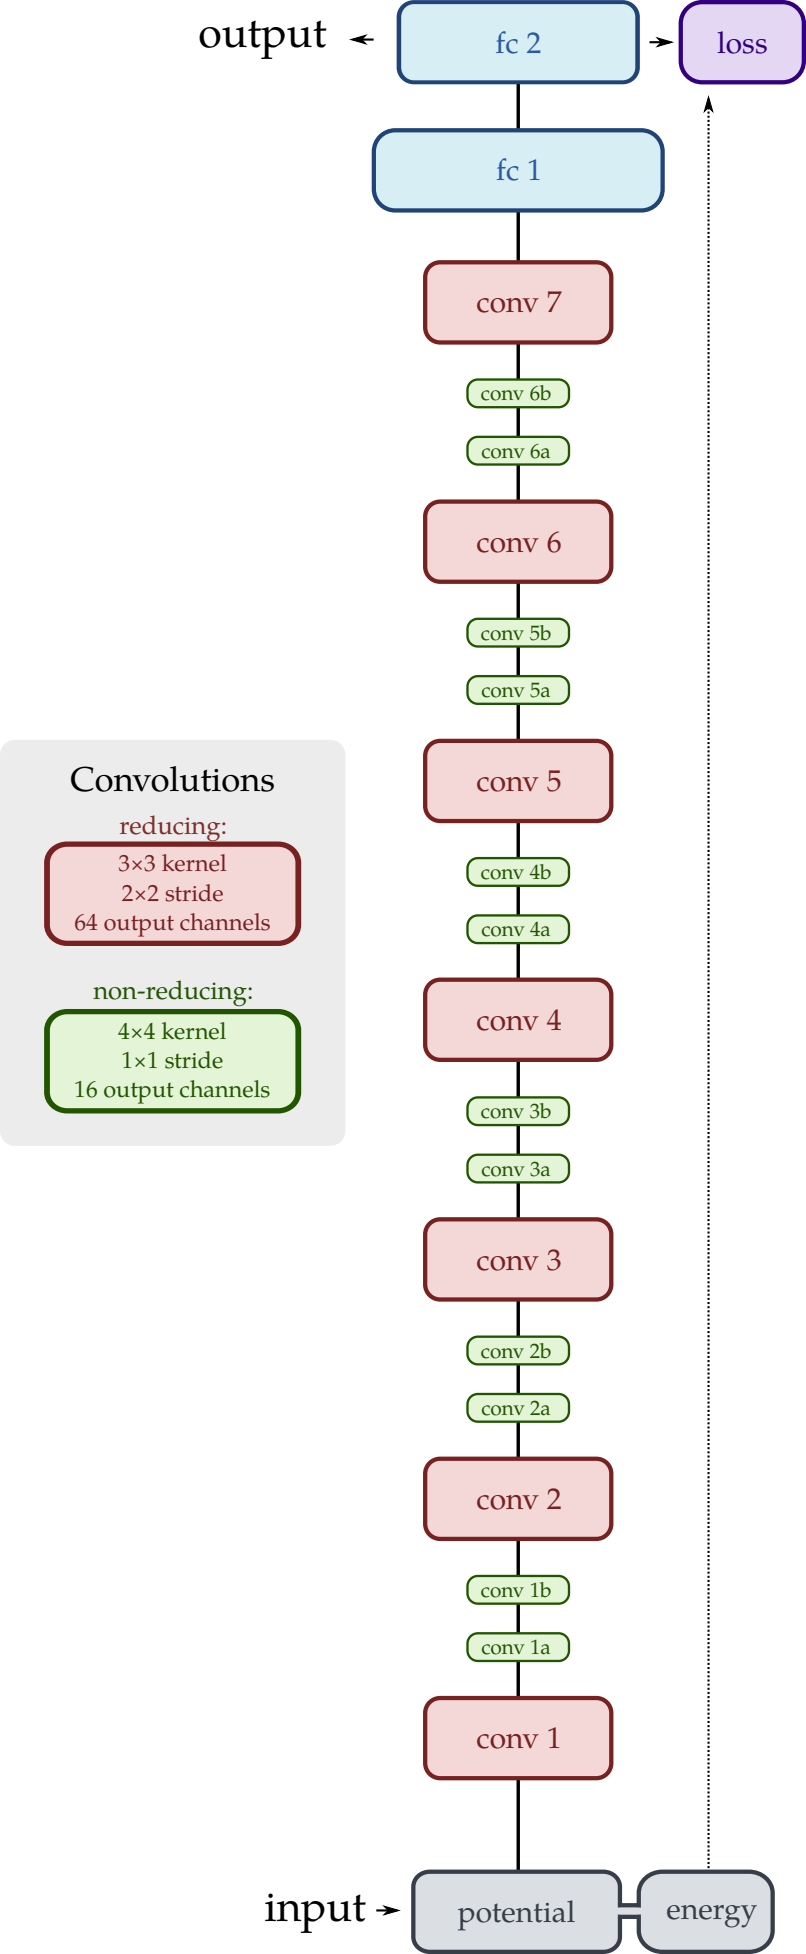 output
fc 2
loss
fc 1
conv 7
conv 6b
conv 6a
conv 6
conv 5b
conv 5a
conv 5
conv 4b
conv 4a
conv 4
conv 3b
conv 3a
conv 3
conv 2b
conv 2a
conv 2
conv 1b
conv 1a
conv 1
input
potential
energy
Convolutions
reducing:
3×3 kernel
2×2 stride
64 output channels
non-reducing:
4×4 kernel
1×1 stride
16 output channels